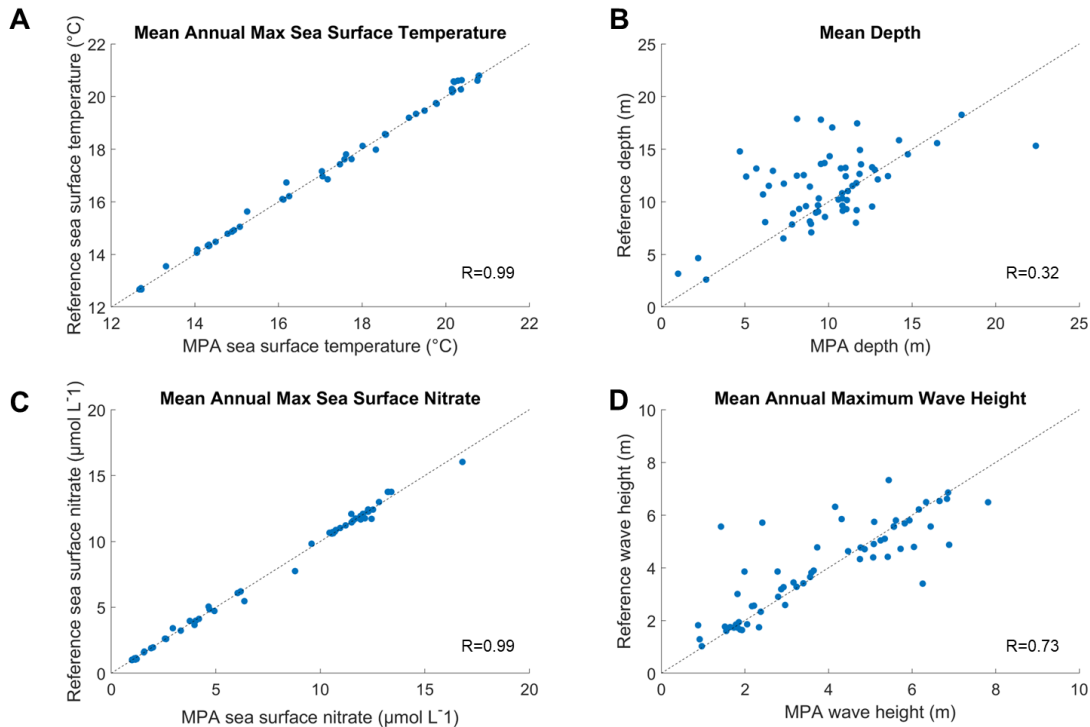 A
Mean Annual Max Sea Surface Temperature
Reference sea surface temperature (°C)
22
20
18
16
14
12
12 14 16 18 20 22
R=0.99
MPA sea surface temperature (°C)
B
Mean Depth
Reference depth (m)
25
20
15
10
5
0
0 5 10 15 20 25
R=0.32
MPA depth (m)
C
Mean Annual Max Sea Surface Nitrate
Reference sea surface nitrate (μmol L⁻1)
20
15
10
5
0
0 5 10 15 20
R=0.99
MPA sea surface nitrate (μmol L⁻1)
D
Mean Annual Maximum Wave Height
Reference wave height (m)
10
8
6
4
2
0
0 2 4 6 8 10
R=0.73
MPA wave height (m)